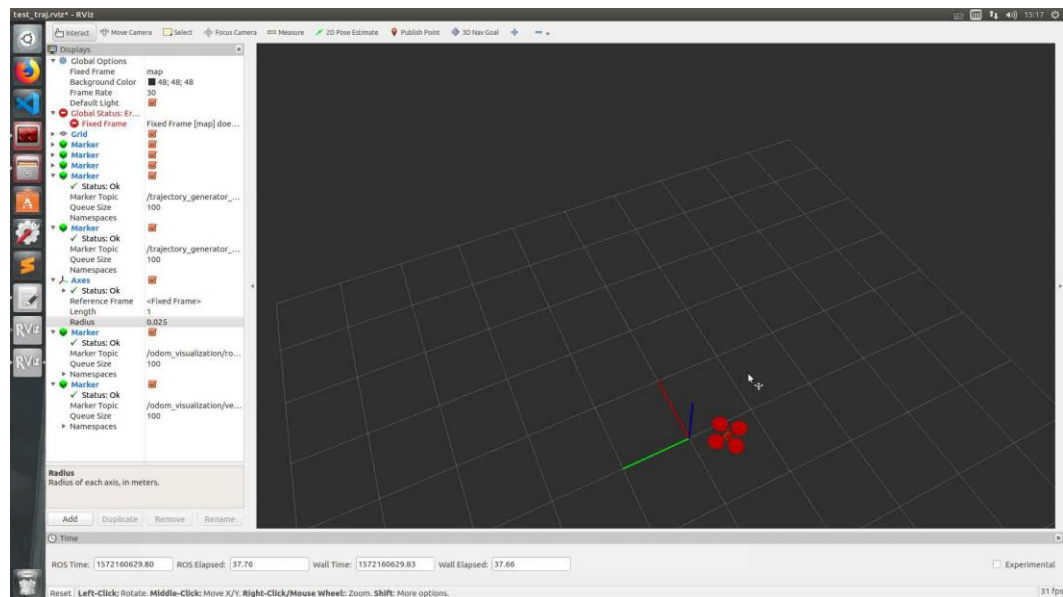 test_traj.rviz* - RViz
15:17
Interact Move Camera Select Focus Camera Measure 2D Pose Estimate Publish Point 3D Nav Goal
Displays
Global Options
Fixed Frame map
Background Color 48; 48; 48
Frame Rate 30
Default Light
Global Status: Er...
Fixed Frame Fixed Frame [map] doe...
Grid
Marker
Marker
Marker
Marker
Status: Ok
Marker Topic /trajectory_generator_...
Queue Size 100
Namespaces
Marker
Status: Ok
Marker Topic /trajectory_generator_...
Queue Size 100
Namespaces
Axes
Status: Ok
Reference Frame <Fixed Frame>
Length 1
Radius 0.025
Marker
Status: Ok
Marker Topic /odom_visualization/ro...
Queue Size 100
Namespaces
Marker
Status: Ok
Marker Topic /odom_visualization/ve...
Queue Size 100
Namespaces
RViz
RViz
Radius
Radius of each axis, in meters.
Add Duplicate Remove Rename
Time
ROS Time: 1572160629.80 ROS Elapsed: 37.76 Wall Time: 1572160629.83 Wall Elapsed: 37.66 Experimental
Reset Left-Click: Rotate. Middle-Click: Move X/Y. Right-Click/Mouse Wheel: Zoom. Shift: More options. 31 fps